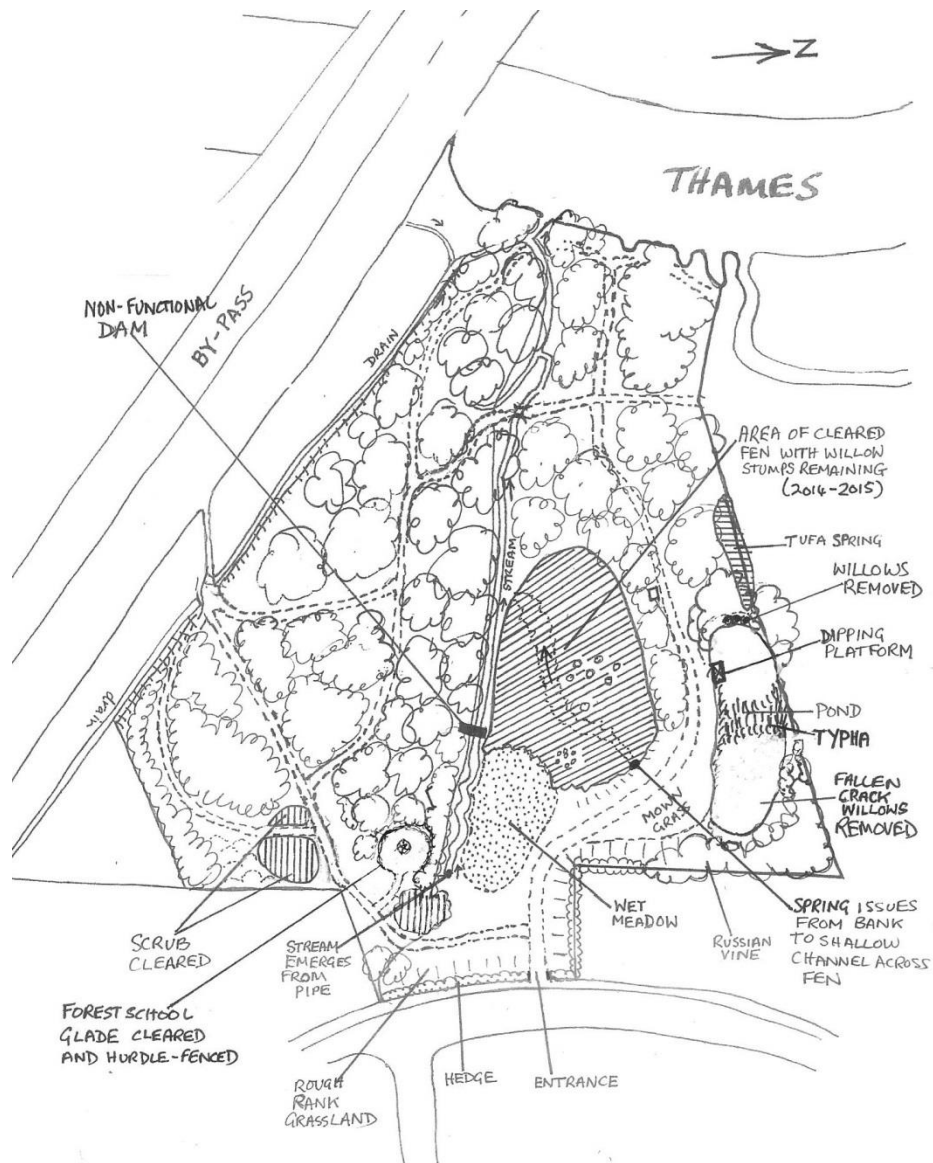 N
THAMES
NON-FUNCTIONAL
DAM
BY-PASS
DRAIN
AREA OF CLEARED
FEN WITH WILLOW
STUMPS REMAINING
(2014-2015)
STREAM
TUFA SPRING
WILLOWS
REMOVED
DIPPING
PLATFORM
drain
POND
TYPHA
FALLEN
CRACK
WILLOWS
REMOVED
MOWN
GRASS
SCRUB
CLEARED
STREAM
EMERGES
FROM
PIPE
WET
MEADOW
RUSSIAN
VINE
SPRING ISSUES
FROM BANK
TO SHALLOW
CHANNEL ACROSS
FEN
FOREST SCHOOL
GLADE CLEARED
AND HURDLE-FENCED
ROUGH
RANK
GRASSLAND
HEDGE
ENTRANCE